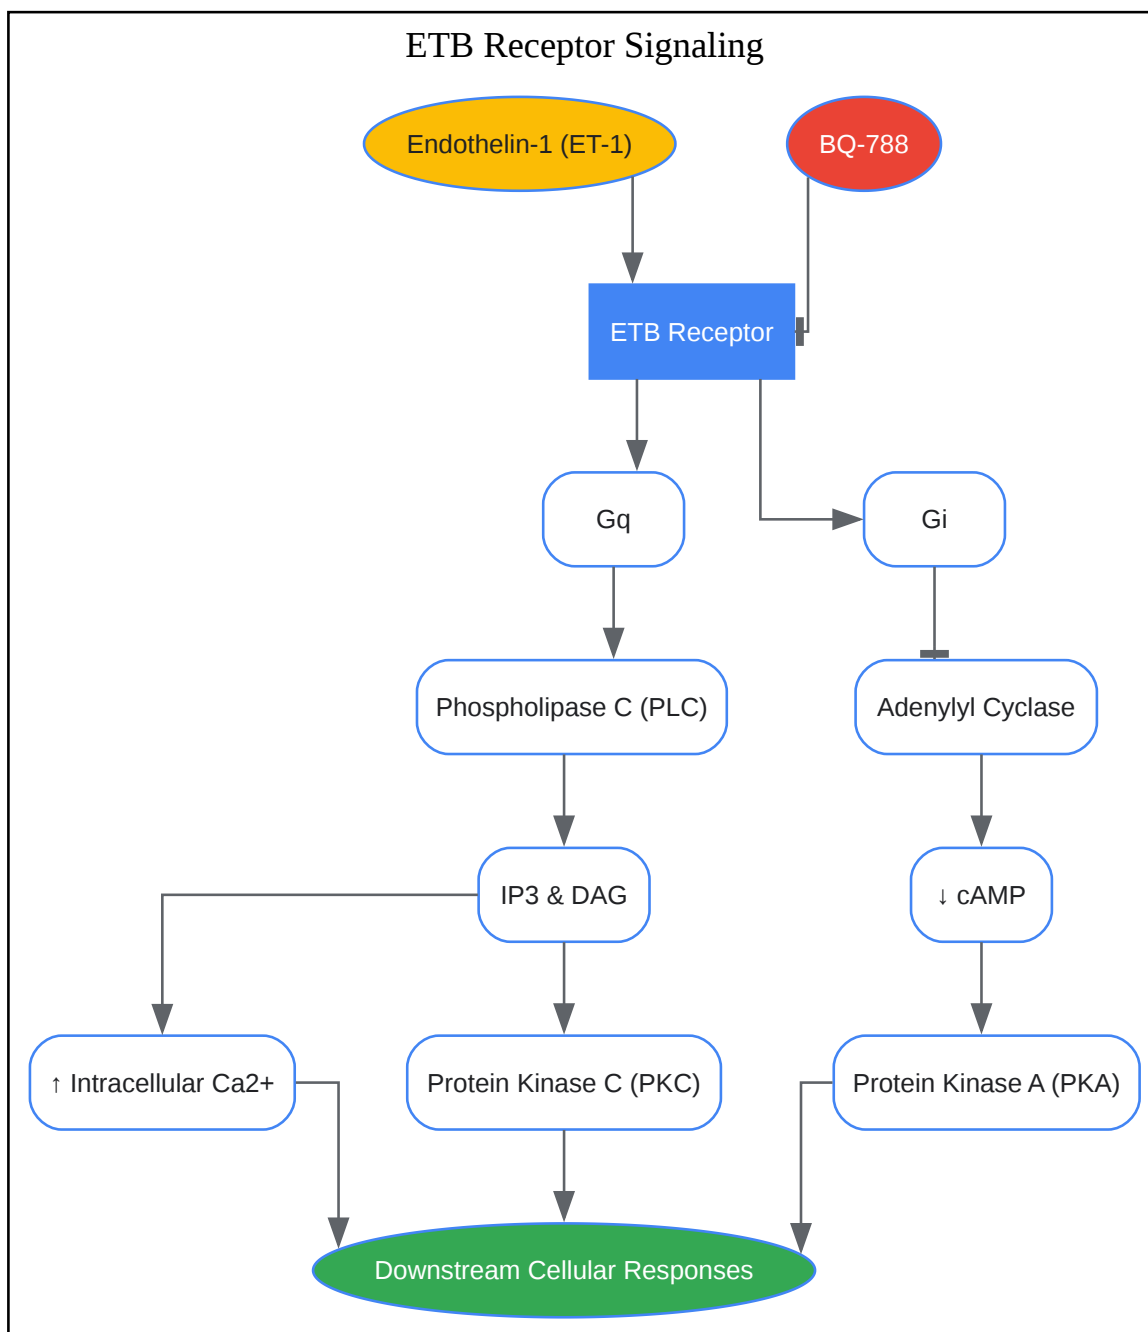 ETB Receptor Signaling
Endothelin-1 (ET-1)
BQ-788
ETB Receptor
Gq
Gi
Phospholipase C (PLC)
Adenylyl Cyclase
IP3 & DAG
↓ cAMP
↑ Intracellular Ca2+
Protein Kinase C (PKC)
Protein Kinase A (PKA)
Downstream Cellular Responses